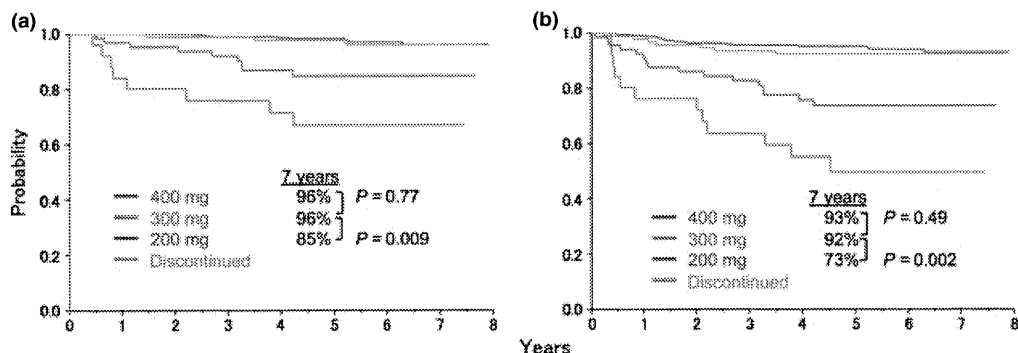 (a)
1.0
0.8
0.6
0.4
0.2
0.0
Probability
400 mg
300 mg
200 mg
Discontinued
7 years
96%
96%
85%
P = 0.77
P = 0.009
0 1 2 3 4 5 6 7 8
(b)
1.0
0.8
0.6
0.4
0.2
0.0
400 mg
300 mg
200 mg
Discontinued
7 years
93%
92%
73%
P = 0.49
P = 0.002
0 1 2 3 4 5 6 7 8
Years